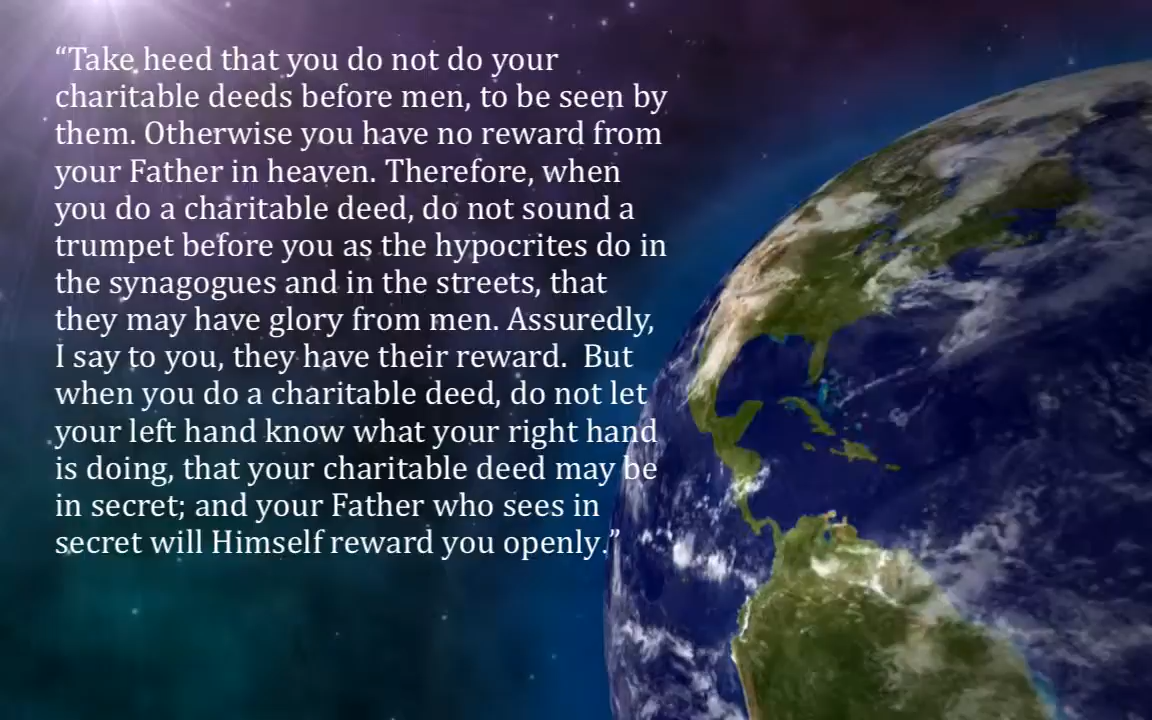 “Take heed that you do not do your
charitable deeds before men, to be seen by
them. Otherwise you have no reward from
your Father in heaven. Therefore, when
you do a charitable deed, do not sound a
trumpet before you as the hypocrites do in
the synagogues and in the streets, that
they may have glory from men. Assuredly,
I say to you, they have their reward.  But
when you do a charitable deed, do not let
your left hand know what your right hand
is doing, that your charitable deed may be
in secret; and your Father who sees in
secret will Himself reward you openly.”